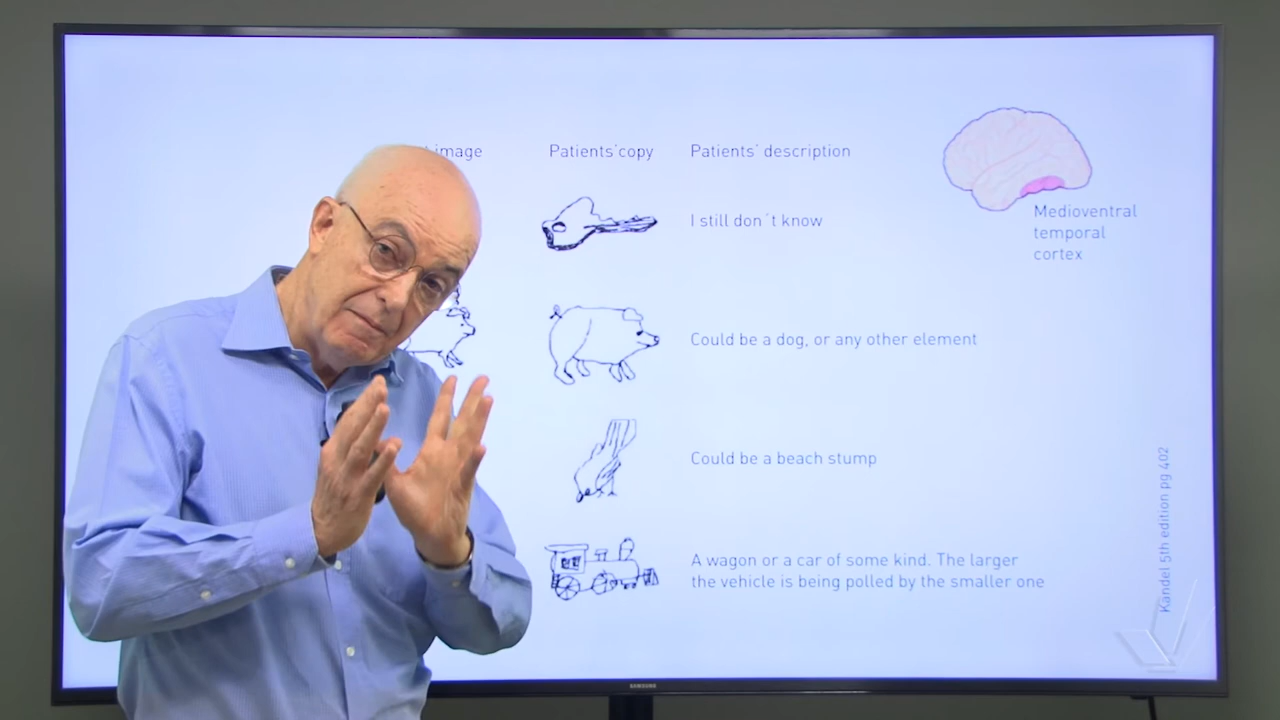 image
Patients'copy
Patients' description
I still don´t know
Medioventral
temporal
cortex
Could be a dog, or any other element
Could be a beach stump
A wagon or a car of some kind. The larger
the vehicle is being polled by the smaller one
Kandel 5th edition pg 402
SAMSUNG